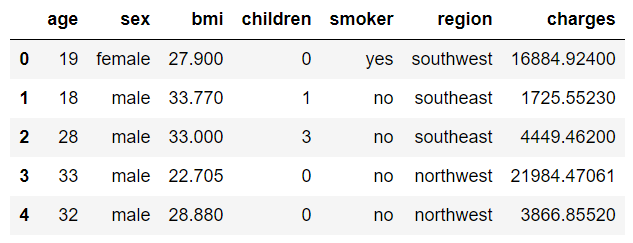 age sex bmi children smoker region charges
0 19 female 27.900 0 yes southwest 16884.92400
1 18 male 33.770 1 no southeast 1725.55230
2 28 male 33.000 3 no southeast 4449.46200
3 33 male 22.705 0 no northwest 21984.47061
4 32 male 28.880 0 no northwest 3866.85520